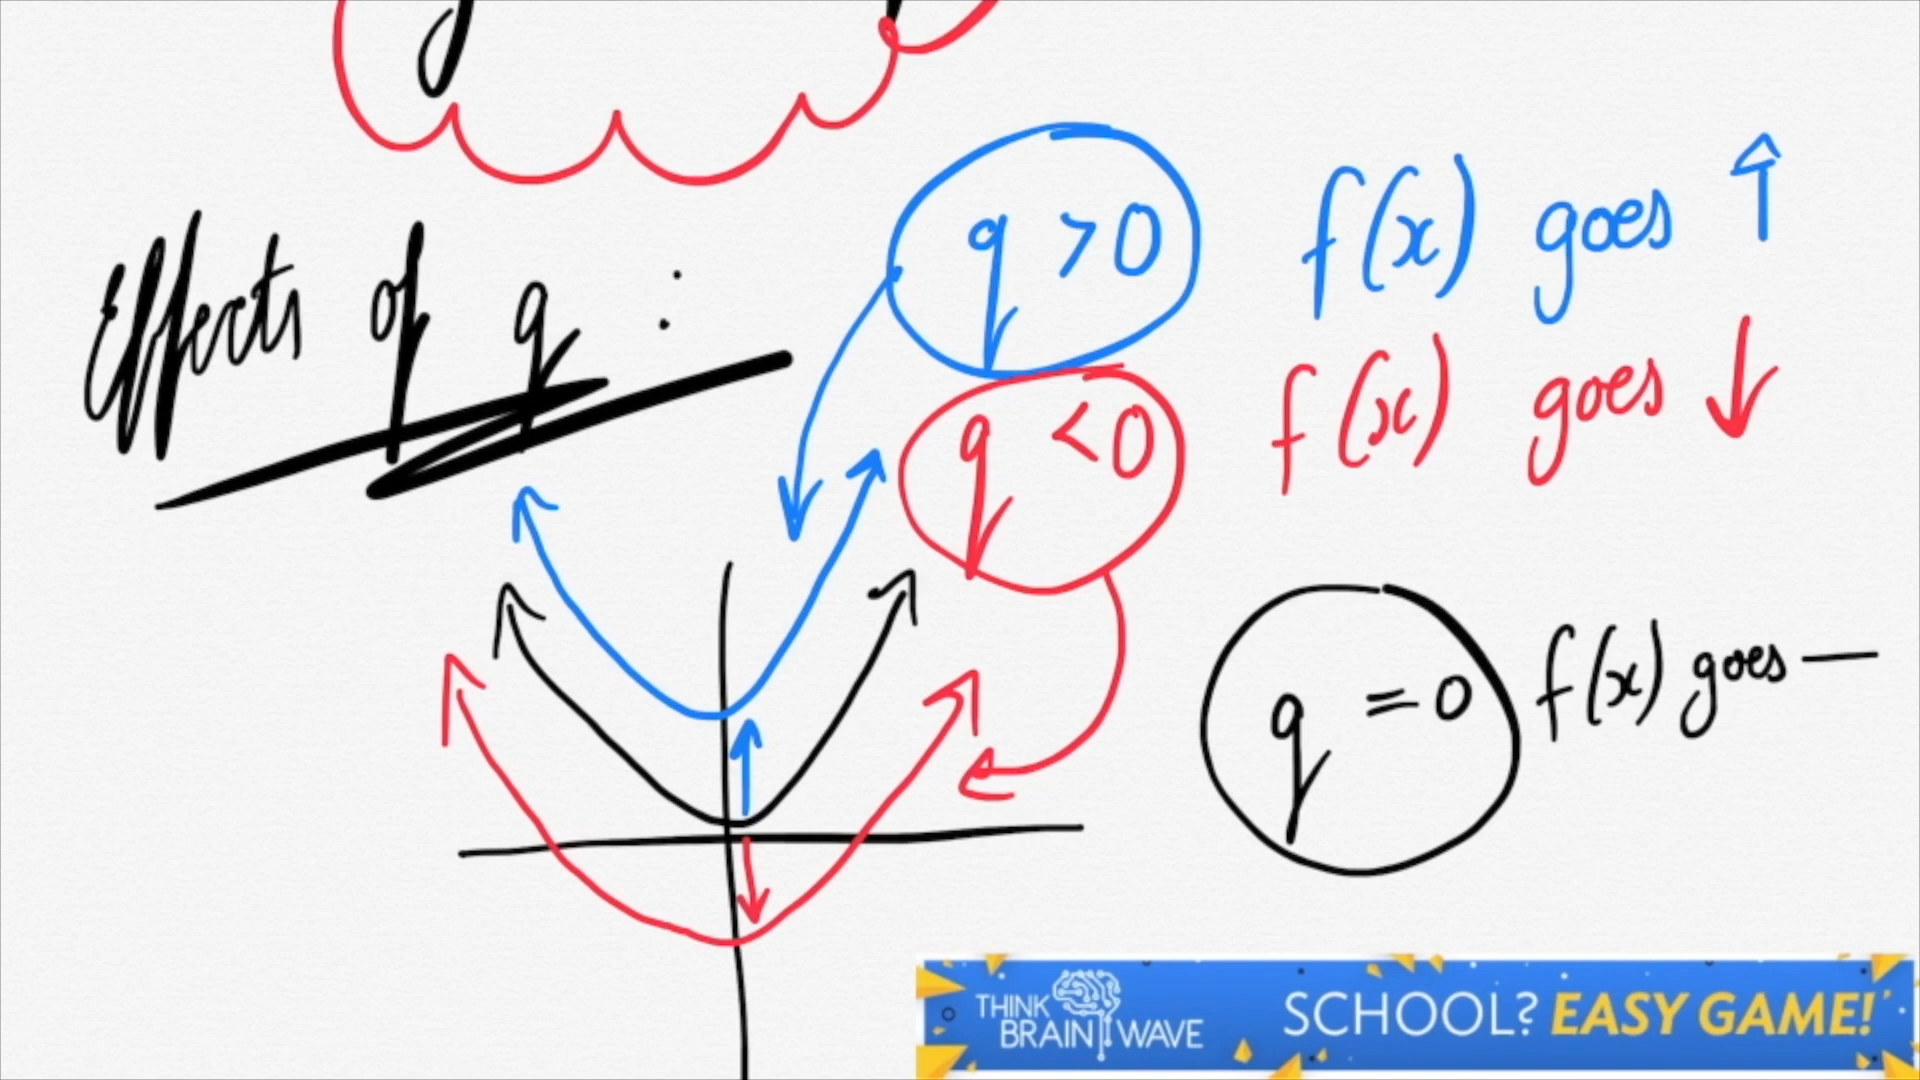 Effects of q :
q > 0 f(x) goes ↑
q < 0 f(x) goes ↓
q = 0 f(x) goes —
THINK
BRAIN WAVE
SCHOOL? EASY GAME!